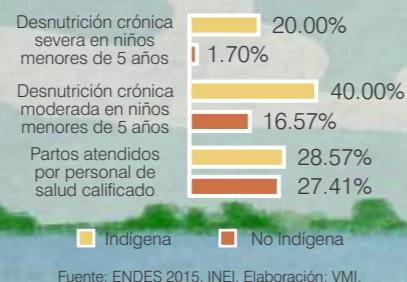 Desnutrición crónica
severa en niños
menores de 5 años
20.00%
1.70%
Desnutrición crónica
moderada en niños
menores de 5 años
40.00%
16.57%
Partos atendidos
por personal de
salud calificado
28.57%
27.41%
Indígena
No indígena
Fuente: ENDES 2015. INEI. Elaboración: VMI.